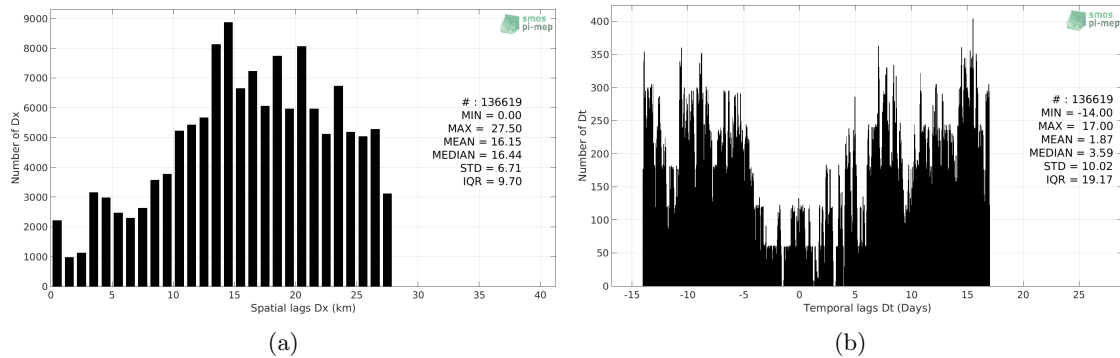 9000
8000
7000
6000
5000
4000
3000
2000
1000
0
Number of Dx
smos
pi-mep
# : 136619
MIN = 0.00
MAX = 27.50
MEAN = 16.15
MEDIAN = 16.44
STD = 6.71
IQR = 9.70
0 5 10 15 20 25 30 35 40
Spatial lags Dx (km)
(a)
400
350
300
250
200
150
100
50
0
Number of Dt
smos
pi-mep
# : 136619
MIN = -14.00
MAX = 17.00
MEAN = 1.87
MEDIAN = 3.59
STD = 10.02
IQR = 19.17
-15 -10 -5 0 5 10 15 20 25
Temporal lags Dt (Days)
(b)